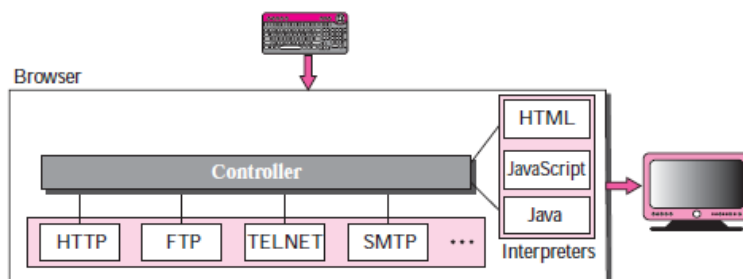 Browser
HTML
Controller
JavaScript
Java
HTTP FTP TELNET SMTP ...
Interpreters